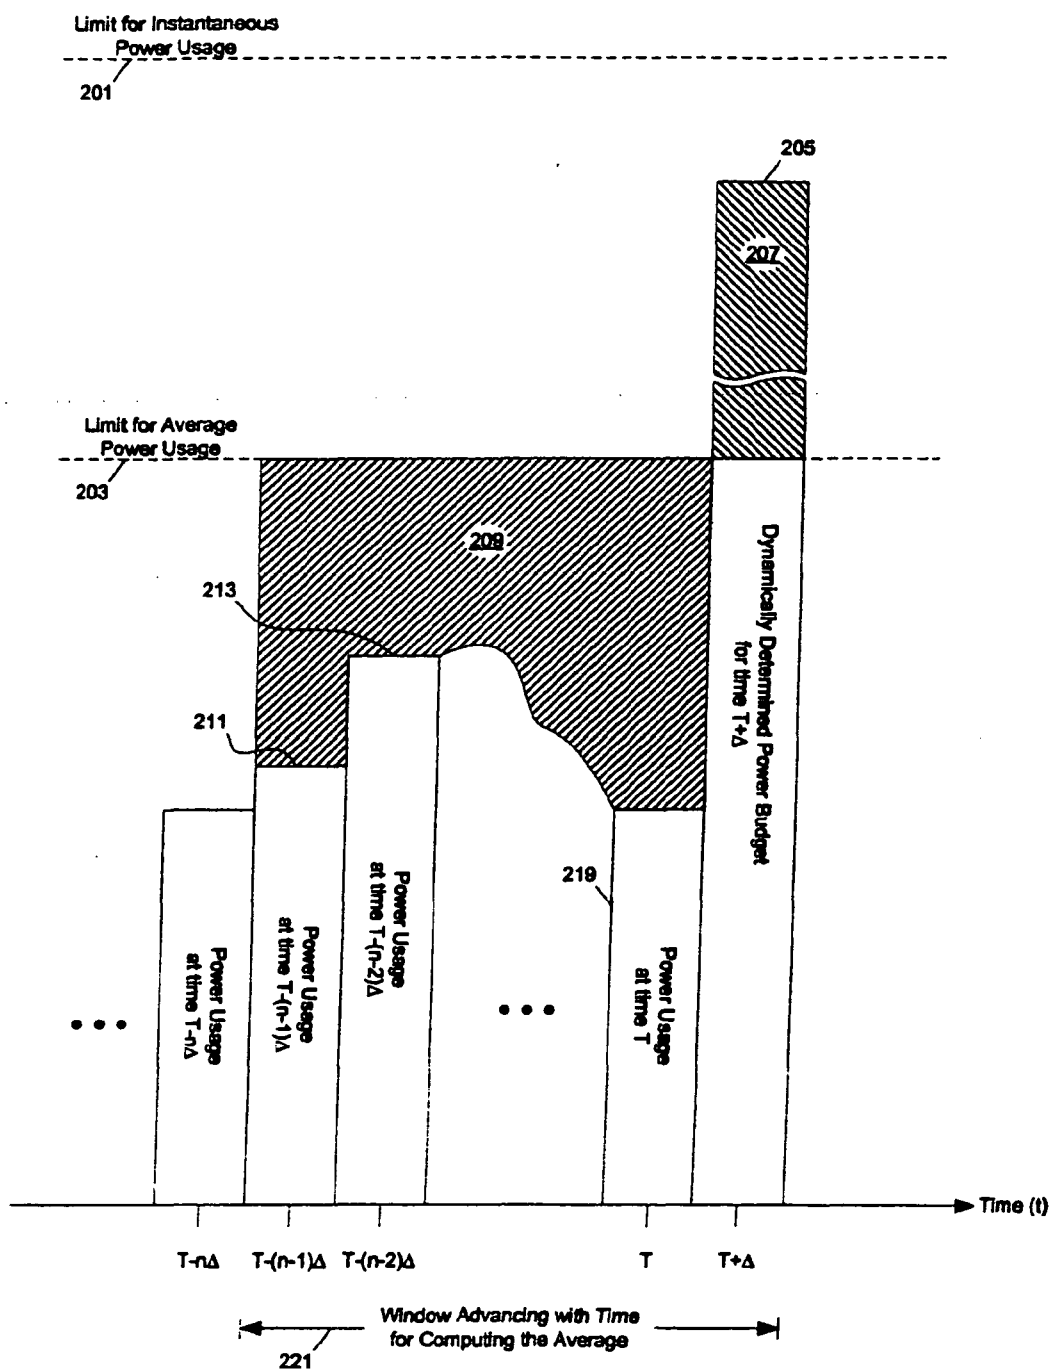 Limit for Instantaneous
Power Usage
201
205
207
Limit for Average
Power Usage
203
209
213
211
219
Dynamically Determined Power Budget
for time T+Δ
Power Usage
at time T-nΔ
Power Usage
at time T-(n-1)Δ
Power Usage
at time T-(n-2)Δ
Power Usage
at time T
Time (t)
T-nΔ
T-(n-1)Δ
T-(n-2)Δ
T
T+Δ
Window Advancing with Time
for Computing the Average
221